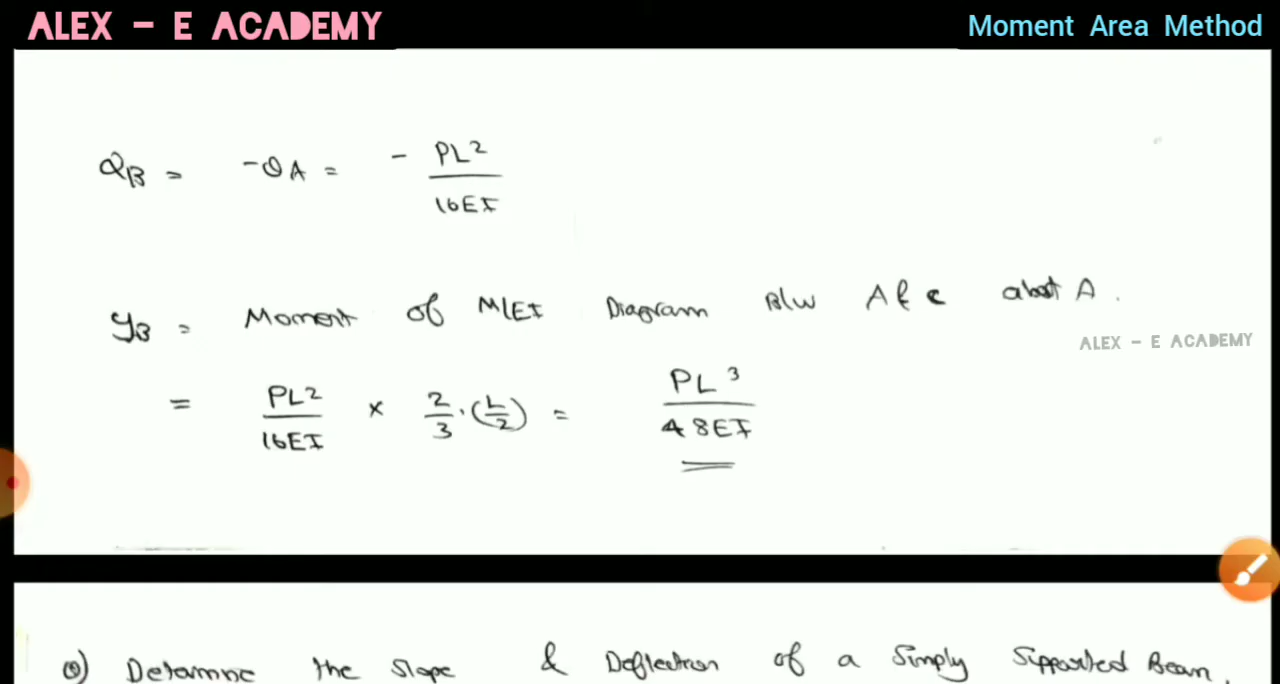 ALEX - E ACADEMY
Moment Area Method
θB = -θA = - PL²/16EI
yB = Moment of M/EI Diagram B/w A & C about A.
ALEX - E ACADEMY
= PL²/16EI × 2/3 · (L/2) = PL³/48EI
Determine the Slope & Deflection of a Simply Supported Beam.